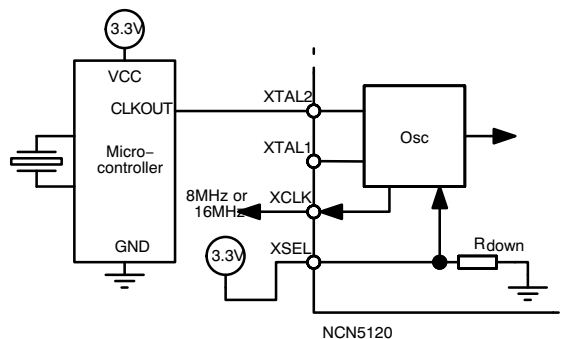 3.3V
VCC
CLKOUT
Micro-
controller
GND
XTAL2
XTAL1
8MHz or
16MHz
XCLK
XSEL
3.3V
Osc
Rdown
NCN5120